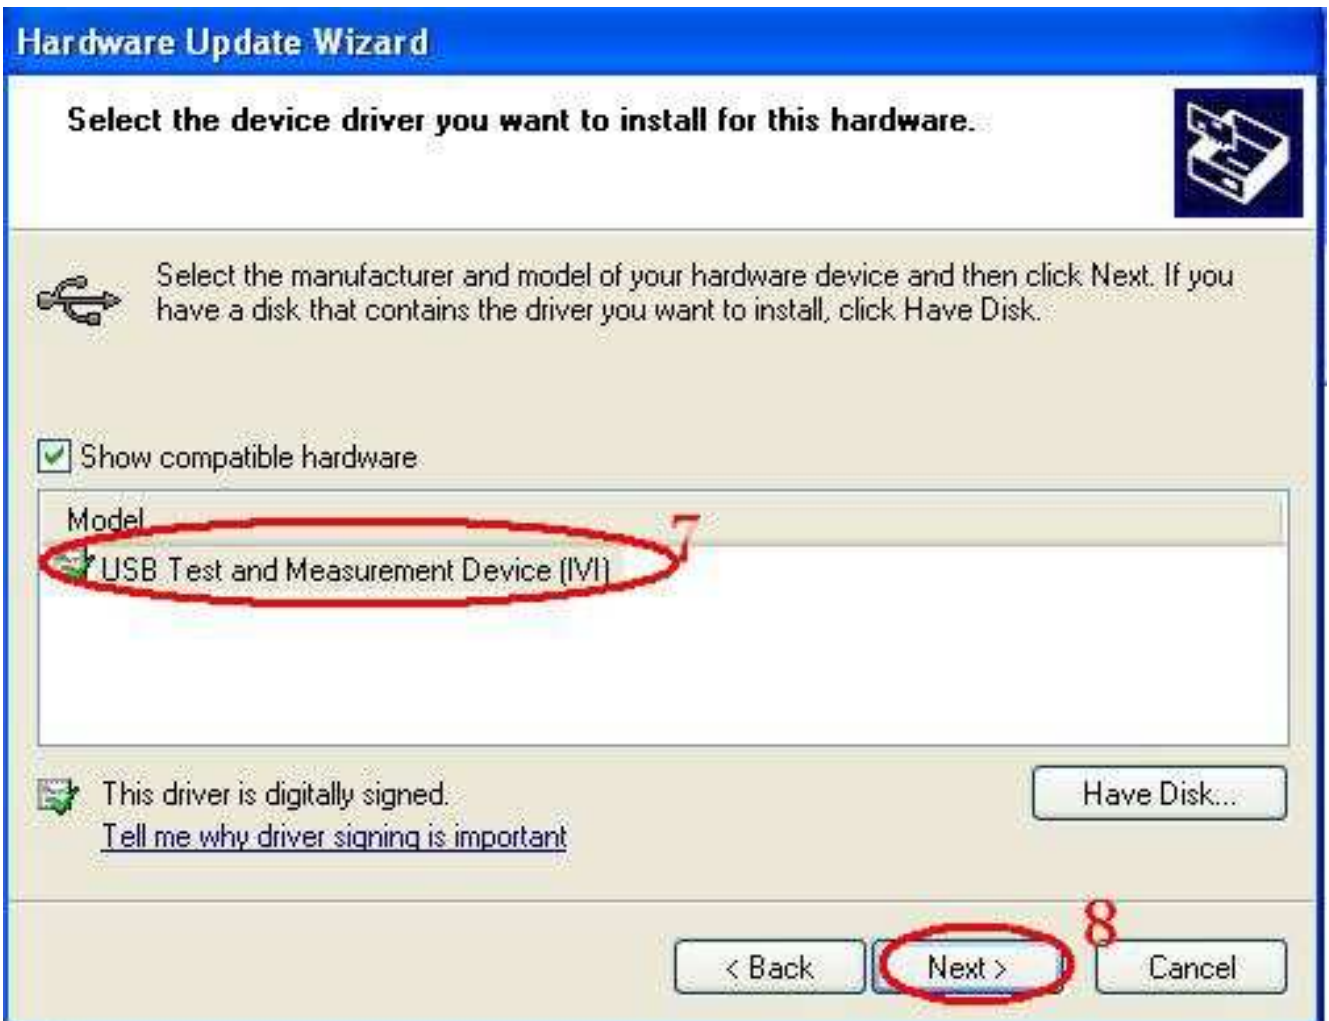 Hardware Update Wizard
Select the device driver you want to install for this hardware.
Select the manufacturer and model of your hardware device and then click Next. If you
have a disk that contains the driver you want to install, click Have Disk.
Show compatible hardware
Model
7
USB Test and Measurement Device (IVI)
This driver is digitally signed.
Have Disk...
Tell me why driver signing is important
8
< Back
Next >
Cancel